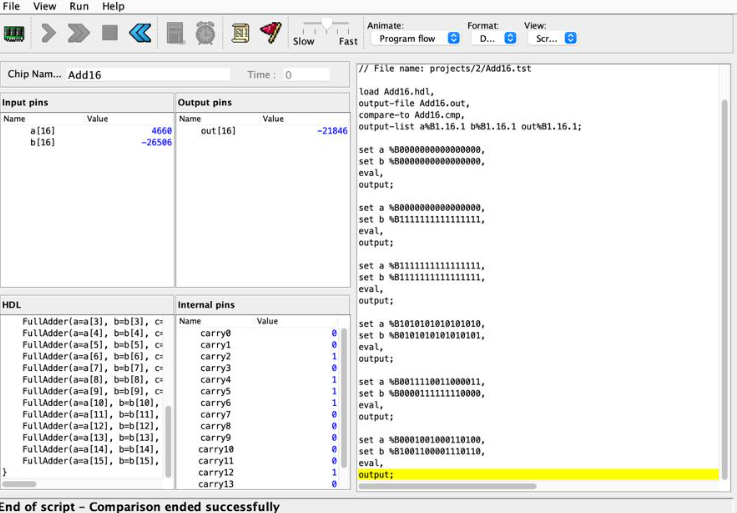 File View Run Help
Slow Fast
Animate: Format: View:
Program flow D... Scr...
Chip Nam... Add16 Time : 0
Input pins
Name Value
a[16] 4660
b[16] -26506
Output pins
Name Value
out[16] -21846
HDL
FullAdder(a=a[3], b=b[3], c=
FullAdder(a=a[4], b=b[4], c=
FullAdder(a=a[5], b=b[5], c=
FullAdder(a=a[6], b=b[6], c=
FullAdder(a=a[7], b=b[7], c=
FullAdder(a=a[8], b=b[8], c=
FullAdder(a=a[9], b=b[9], c=
FullAdder(a=a[10], b=b[10],
FullAdder(a=a[11], b=b[11],
FullAdder(a=a[12], b=b[12],
FullAdder(a=a[13], b=b[13],
FullAdder(a=a[14], b=b[14],
FullAdder(a=a[15], b=b[15],
}
Internal pins
Name Value
carry0 0
carry1 0
carry2 1
carry3 0
carry4 1
carry5 1
carry6 1
carry7 0
carry8 0
carry9 0
carry10 0
carry11 0
carry12 1
carry13 0
// File name: projects/2/Add16.tst
load Add16.hdl,
output-file Add16.out,
compare-to Add16.cmp,
output-list a%B1.16.1 b%B1.16.1 out%B1.16.1;
set a %B0000000000000000,
set b %B0000000000000000,
eval,
output;
set a %B0000000000000000,
set b %B1111111111111111,
eval,
output;
set a %B1111111111111111,
set b %B1111111111111111,
eval,
output;
set a %B1010101010101010,
set b %B0101010101010101,
eval,
output;
set a %B0011110011000011,
set b %B0000111111110000,
eval,
output;
set a %B0001001000110100,
set b %B1001100001110110,
eval,
output;
End of script - Comparison ended successfully